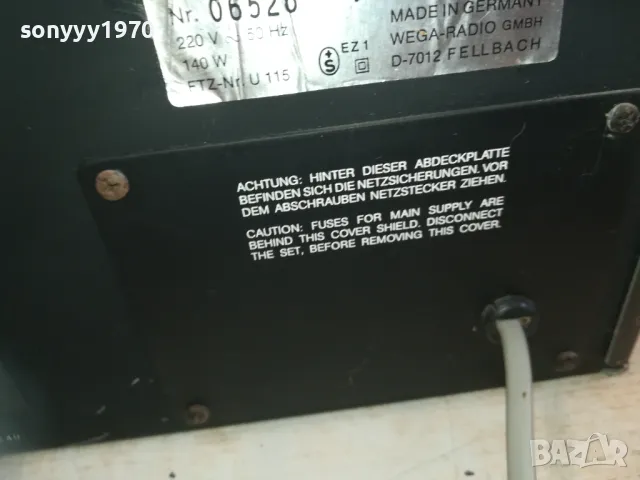 sonyyy1970
Nr. 06526
220 V ~ 50 Hz
140 W
FTZ-Nr. U 115
S
EZ1
MADE IN GERMANY
WEGA-RADIO GMBH
D-7012 FELLBACH
ACHTUNG: HINTER DIESER ABDECKPLATTE
BEFINDEN SICH DIE NETZSICHERUNGEN. VOR
DEM ABSCHRAUBEN NETZSTECKER ZIEHEN.
CAUTION: FUSES FOR MAIN SUPPLY ARE
BEHIND THIS COVER SHIELD. DISCONNECT
THE SET, BEFORE REMOVING THIS COVER.
BAZAR